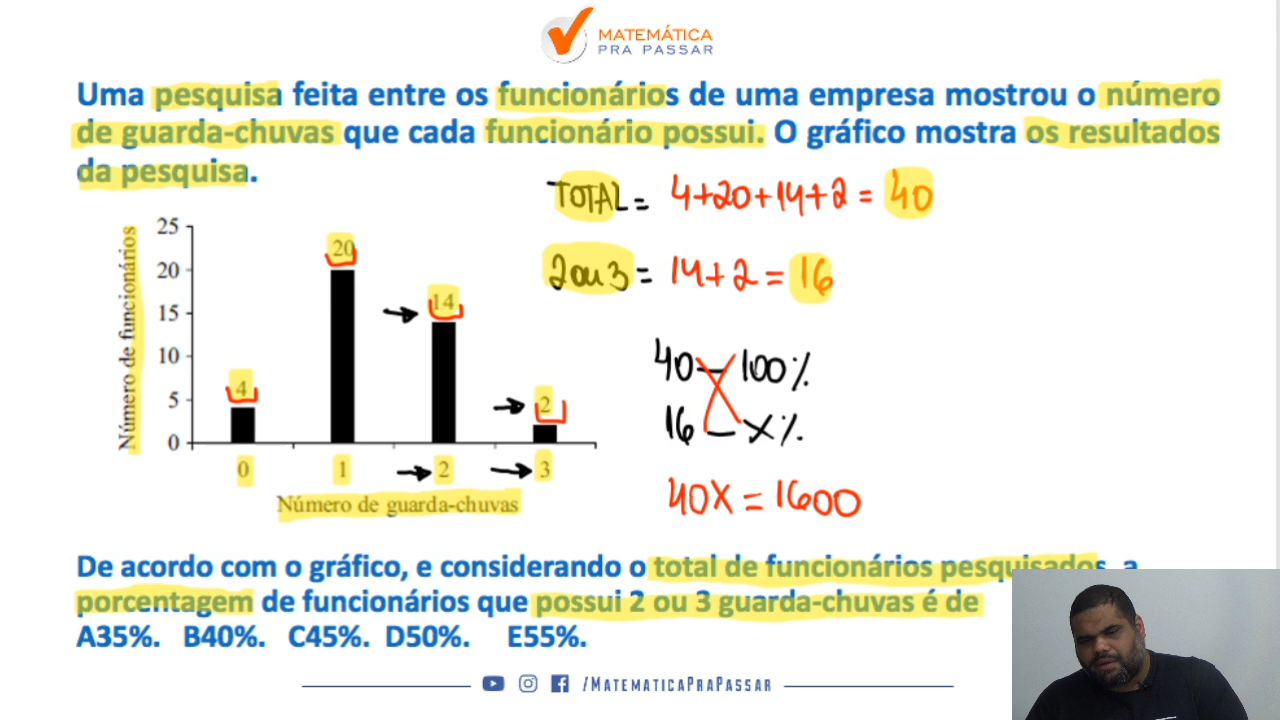 MATEMÁTICA
PRA PASSAR
Uma pesquisa feita entre os funcionários de uma empresa mostrou o número
de guarda-chuvas que cada funcionário possui. O gráfico mostra os resultados
da pesquisa.
TOTAL = 4+20+14+2 = 40
2 ou 3 = 14+2 = 16
40 — 100%
16 — X%
40X = 1600
Número de funcionários
25
20
15
10
5
0
4
20
14
2
0 1 2 3
Número de guarda-chuvas
De acordo com o gráfico, e considerando o total de funcionários pesquisados, a
porcentagem de funcionários que possui 2 ou 3 guarda-chuvas é de
A35%. B40%. C45%. D50%. E55%.
/MATEMATICAPRAPASSAR